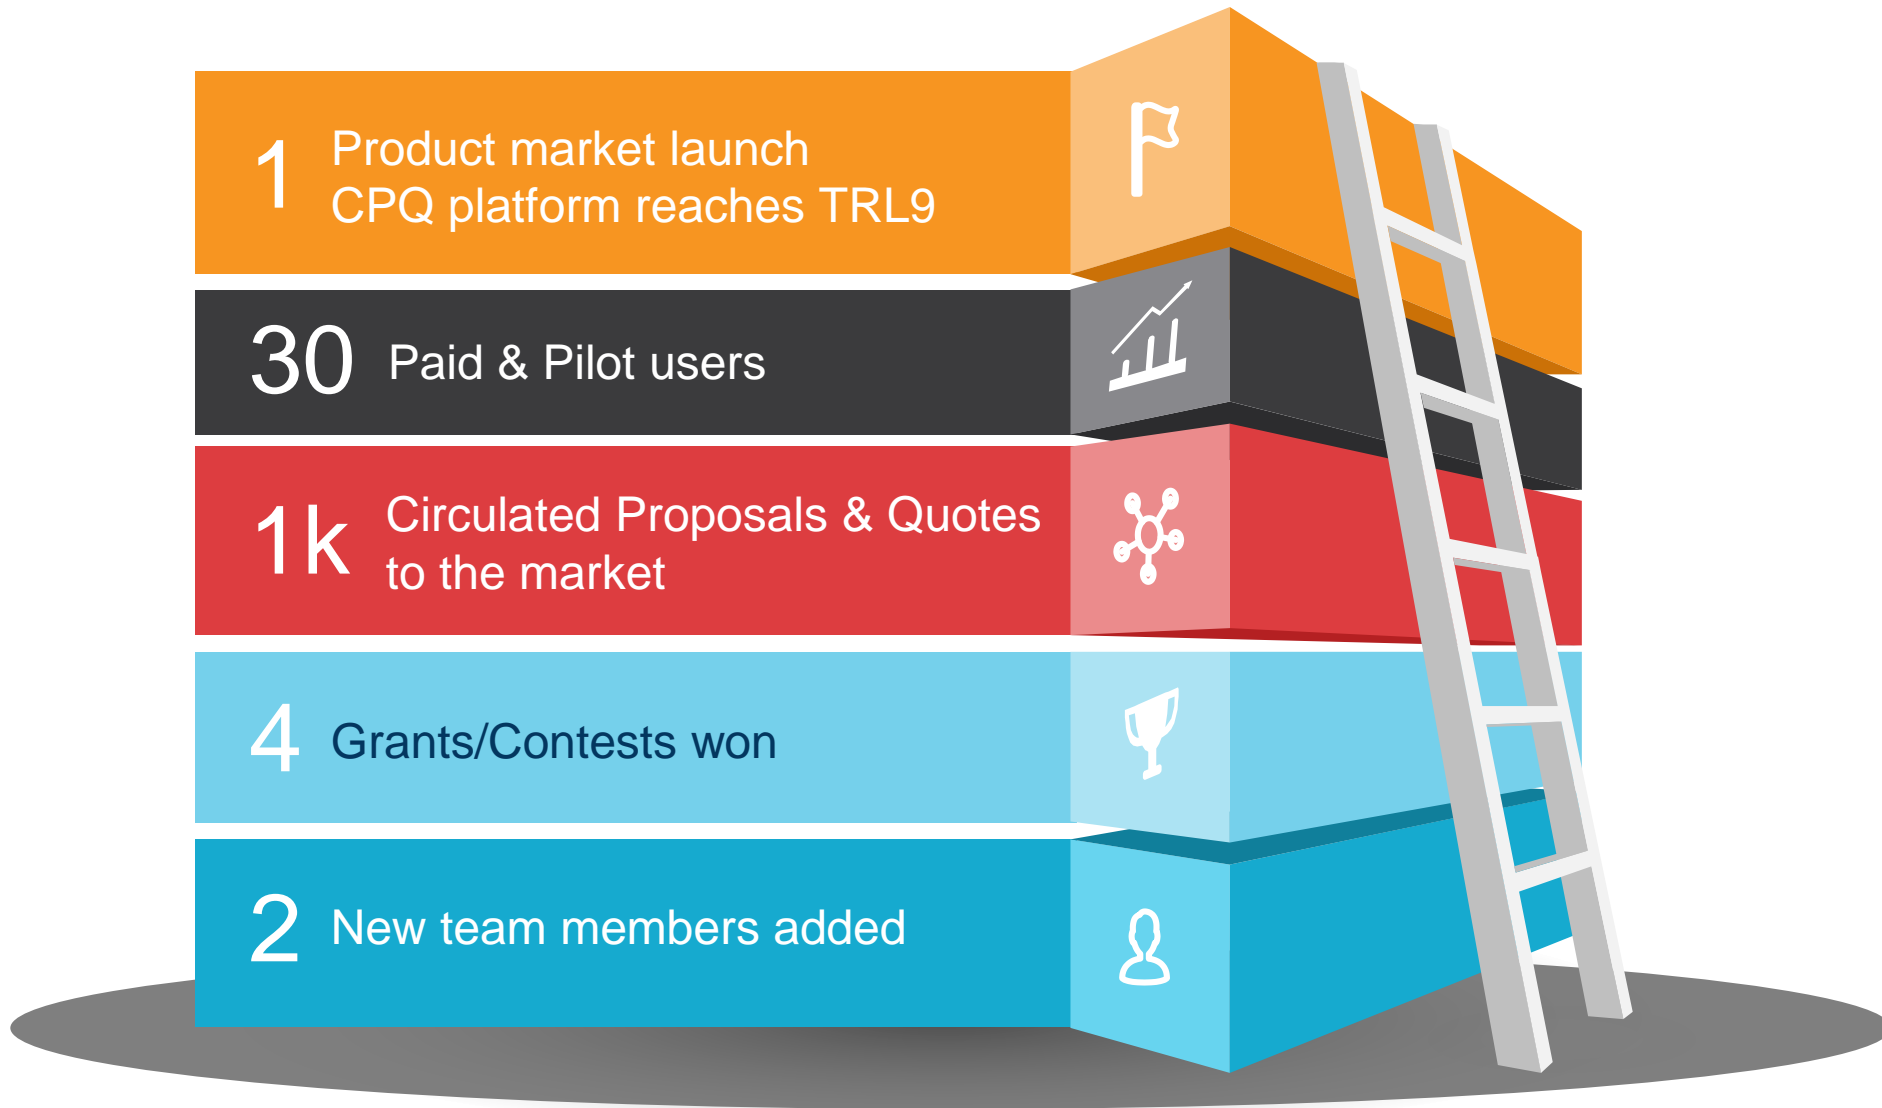 1 Product market launch
CPQ platform reaches TRL9
30 Paid & Pilot users
1k Circulated Proposals & Quotes
to the market
4 Grants/Contests won
2 New team members added